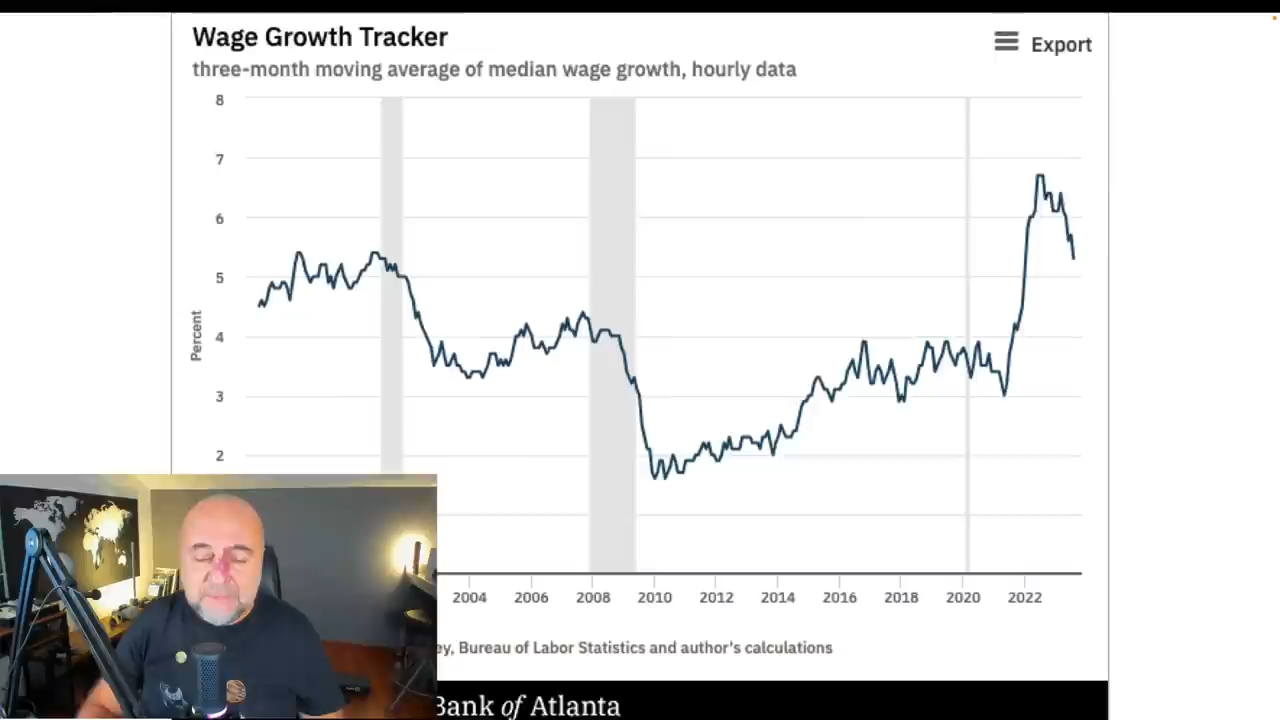 Wage Growth Tracker
Export
three-month moving average of median wage growth, hourly data
8
7
6
5
4
3
2
Percent
2004 2006 2008 2010 2012 2014 2016 2018 2020 2022
ey, Bureau of Labor Statistics and author's calculations
Bank of Atlanta